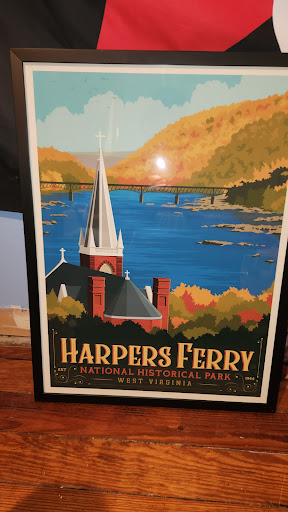 HARPERS FERRY
EST NATIONAL HISTORICAL PARK 1944
WEST VIRGINIA